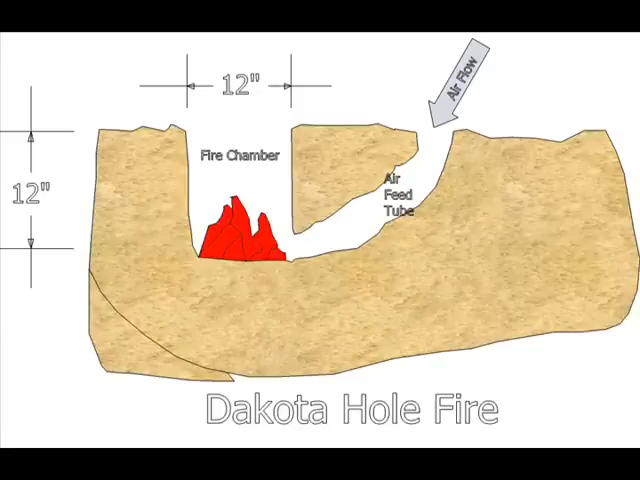 12"
Air Flow
Fire Chamber
12"
Air
Feed
Tube
Dakota Hole Fire